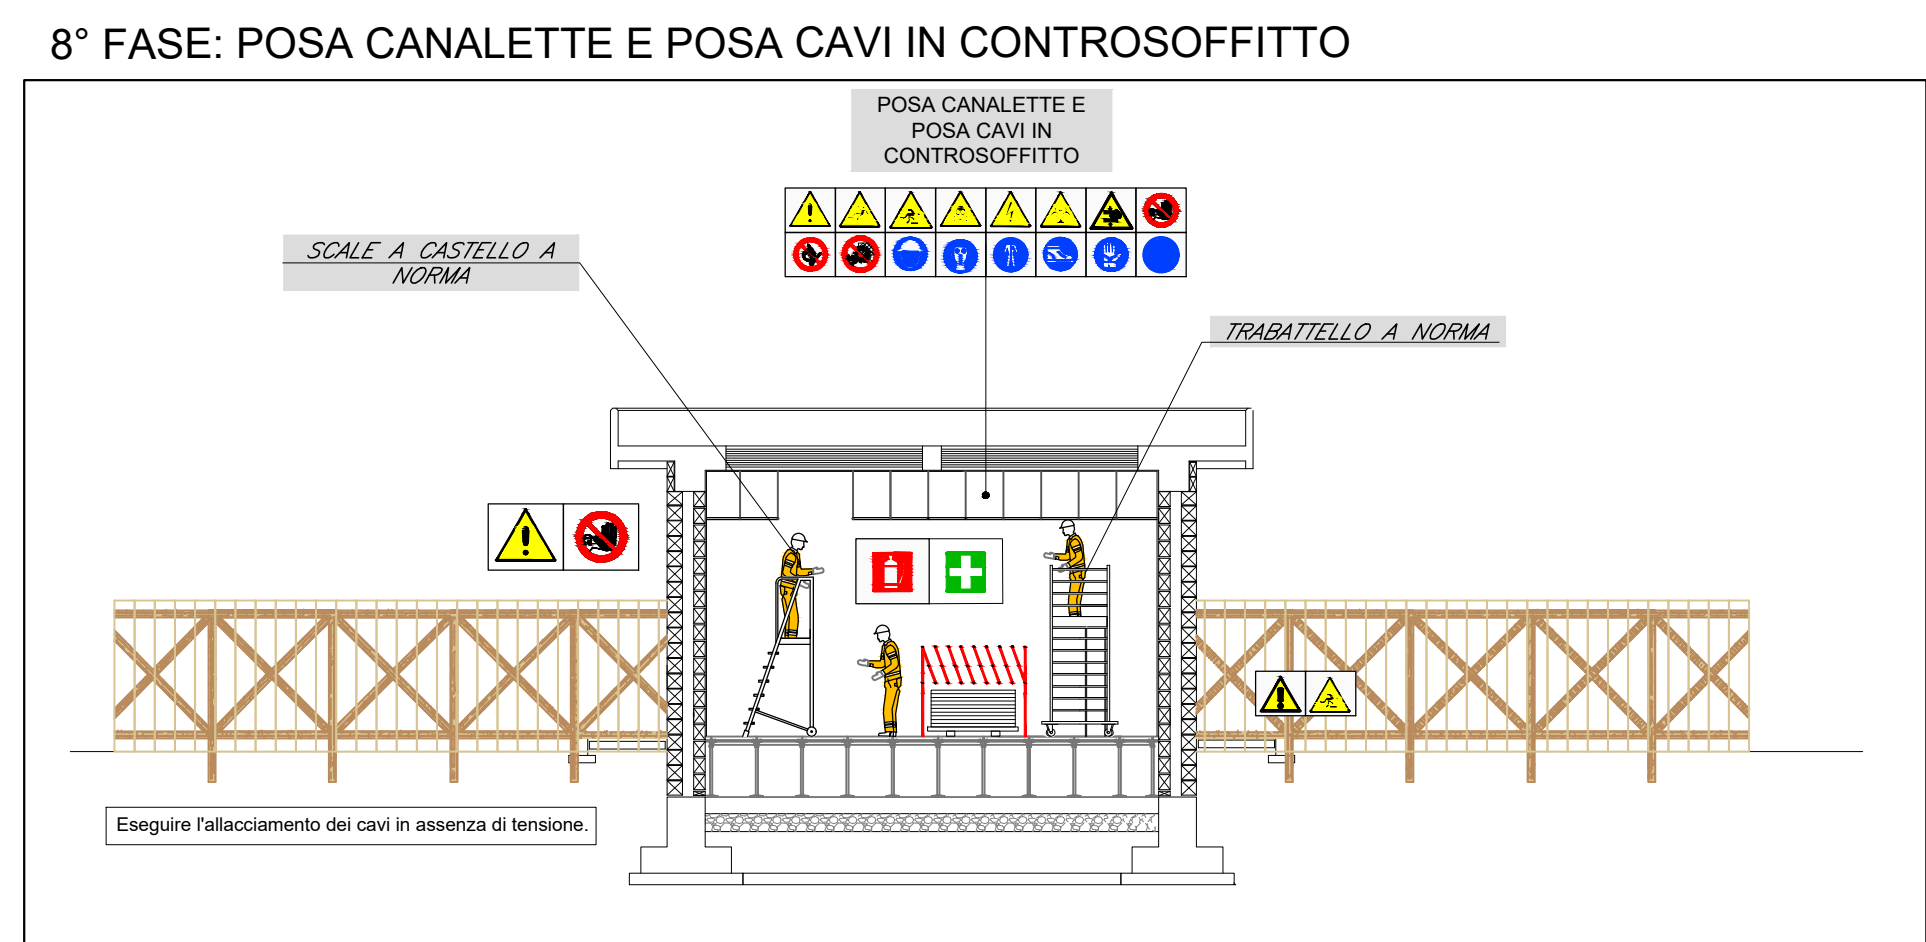 8° FASE: POSA CANALETTE E POSA CAVI IN CONTROSOFFITTO
POSA CANALETTE E
POSA CAVI IN
CONTROSOFFITTO
SCALE A CASTELLO A
NORMA
TRABATTELLO A NORMA
Eseguire l'allacciamento dei cavi in assenza di tensione.